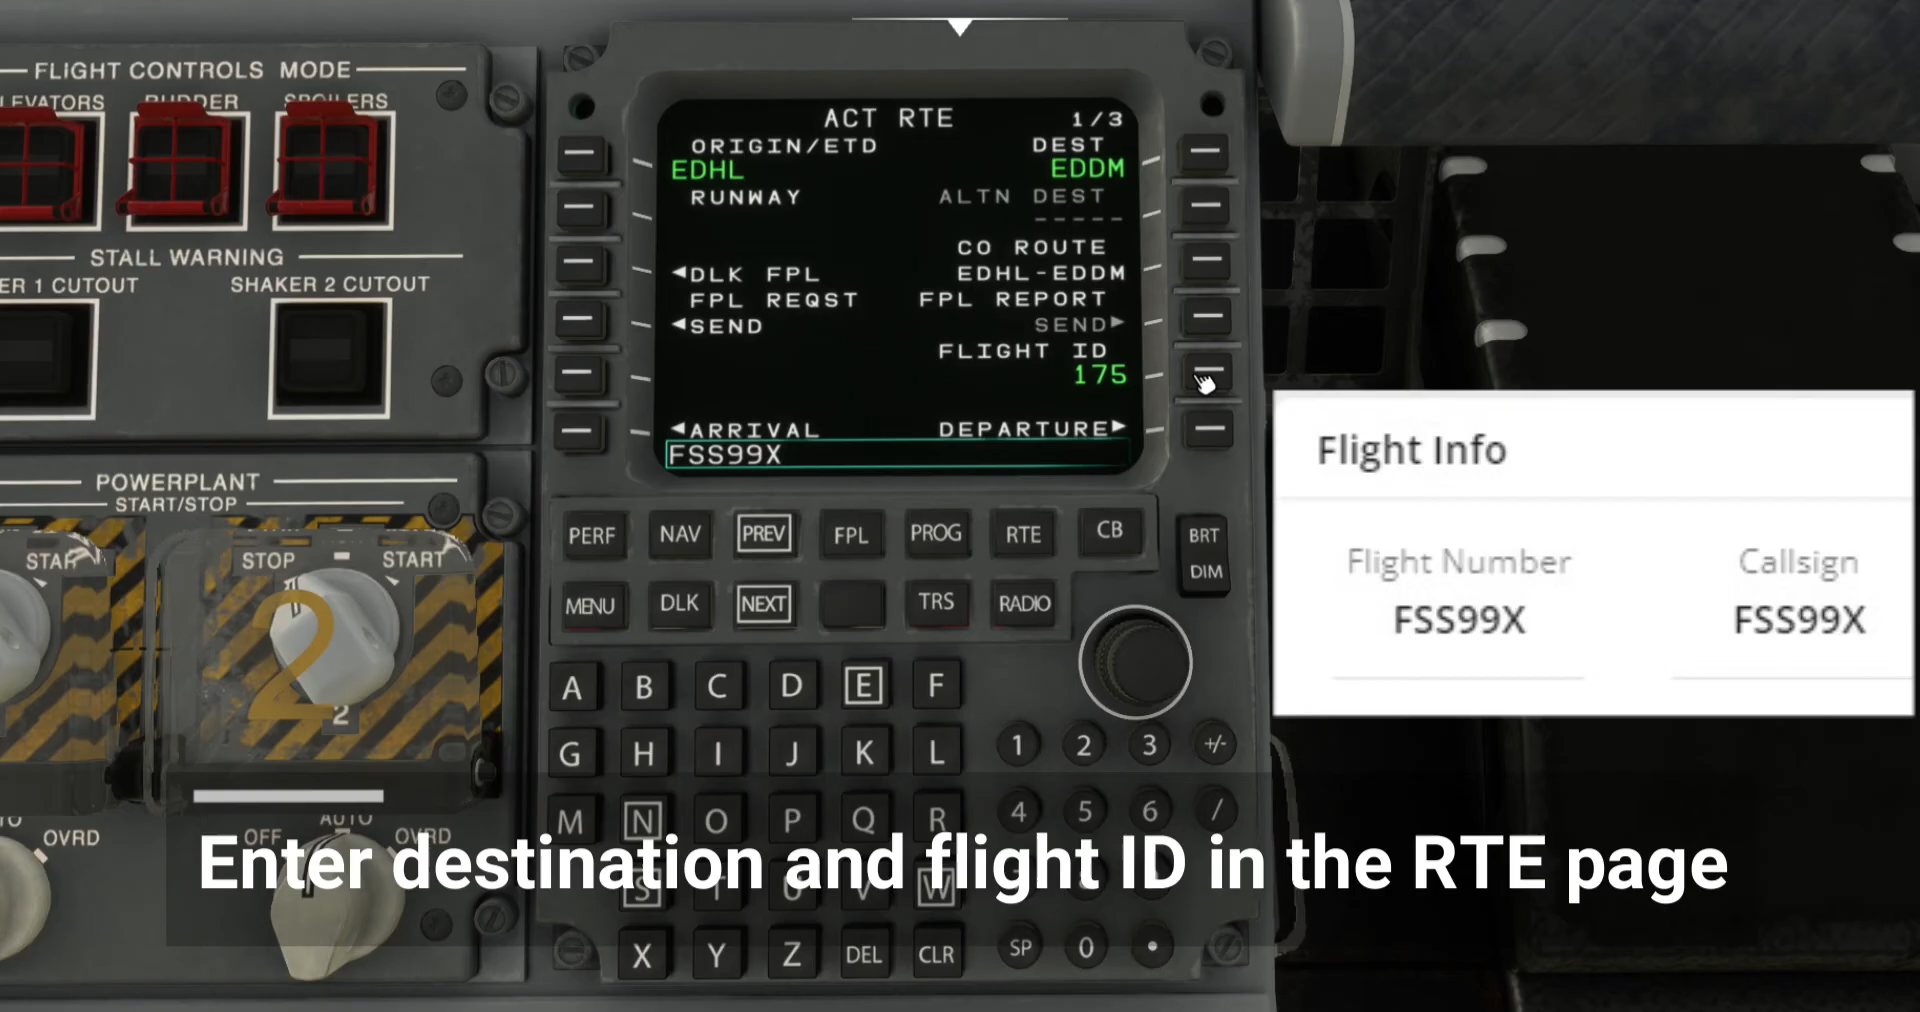 FLIGHT CONTROLS MODE
LEVATORS RUDDER SPOILERS
STALL WARNING
ER 1 CUTOUT SHAKER 2 CUTOUT
POWERPLANT
START/STOP
STAR
STOP START
2
2
OFF AUTO OVRD
OVRD
ACT RTE 1/3
ORIGIN/ETD DEST
EDHL EDDM
RUNWAY ALTN DEST
-----
CO ROUTE
◄DLK FPL EDHL-EDDM
FPL REQST FPL REPORT
◄SEND SEND►
FLIGHT ID
175
◄ARRIVAL DEPARTURE►
FSS99X
PERF NAV PREV FPL PROG RTE CB
BRT
DIM
MENU DLK NEXT TRS RADIO
A B C D E F
G H I J K L
1 2 3 +/-
M N O P Q R
4 5 6 /
S T U V W
X Y Z DEL CLR
SP 0 •
Flight Info
Flight Number Callsign
FSS99X FSS99X
Enter destination and flight ID in the RTE page